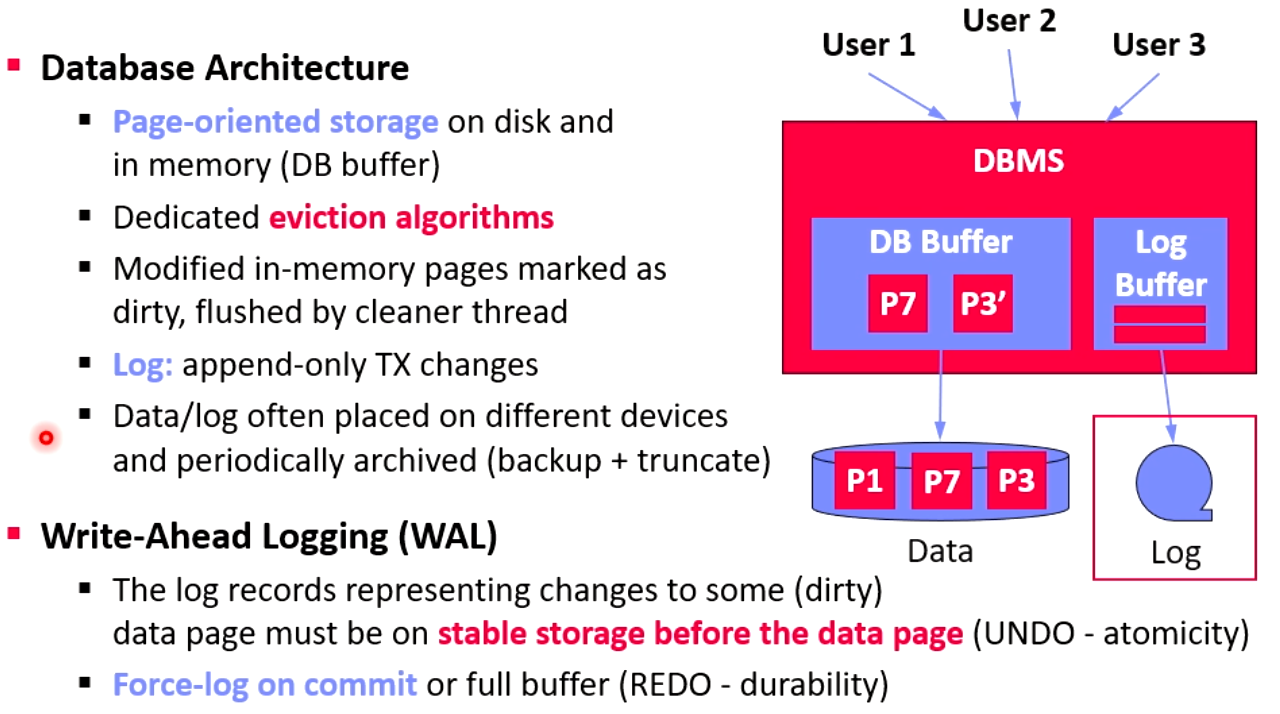 Database Architecture
Page-oriented storage on disk and
in memory (DB buffer)
Dedicated eviction algorithms
Modified in-memory pages marked as
dirty, flushed by cleaner thread
Log: append-only TX changes
Data/log often placed on different devices
and periodically archived (backup + truncate)
Write-Ahead Logging (WAL)
The log records representing changes to some (dirty)
data page must be on stable storage before the data page (UNDO - atomicity)
Force-log on commit or full buffer (REDO - durability)
User 1
User 2
User 3
DBMS
DB Buffer
P7
P3’
Log
Buffer
P1
P7
P3
Data
Log